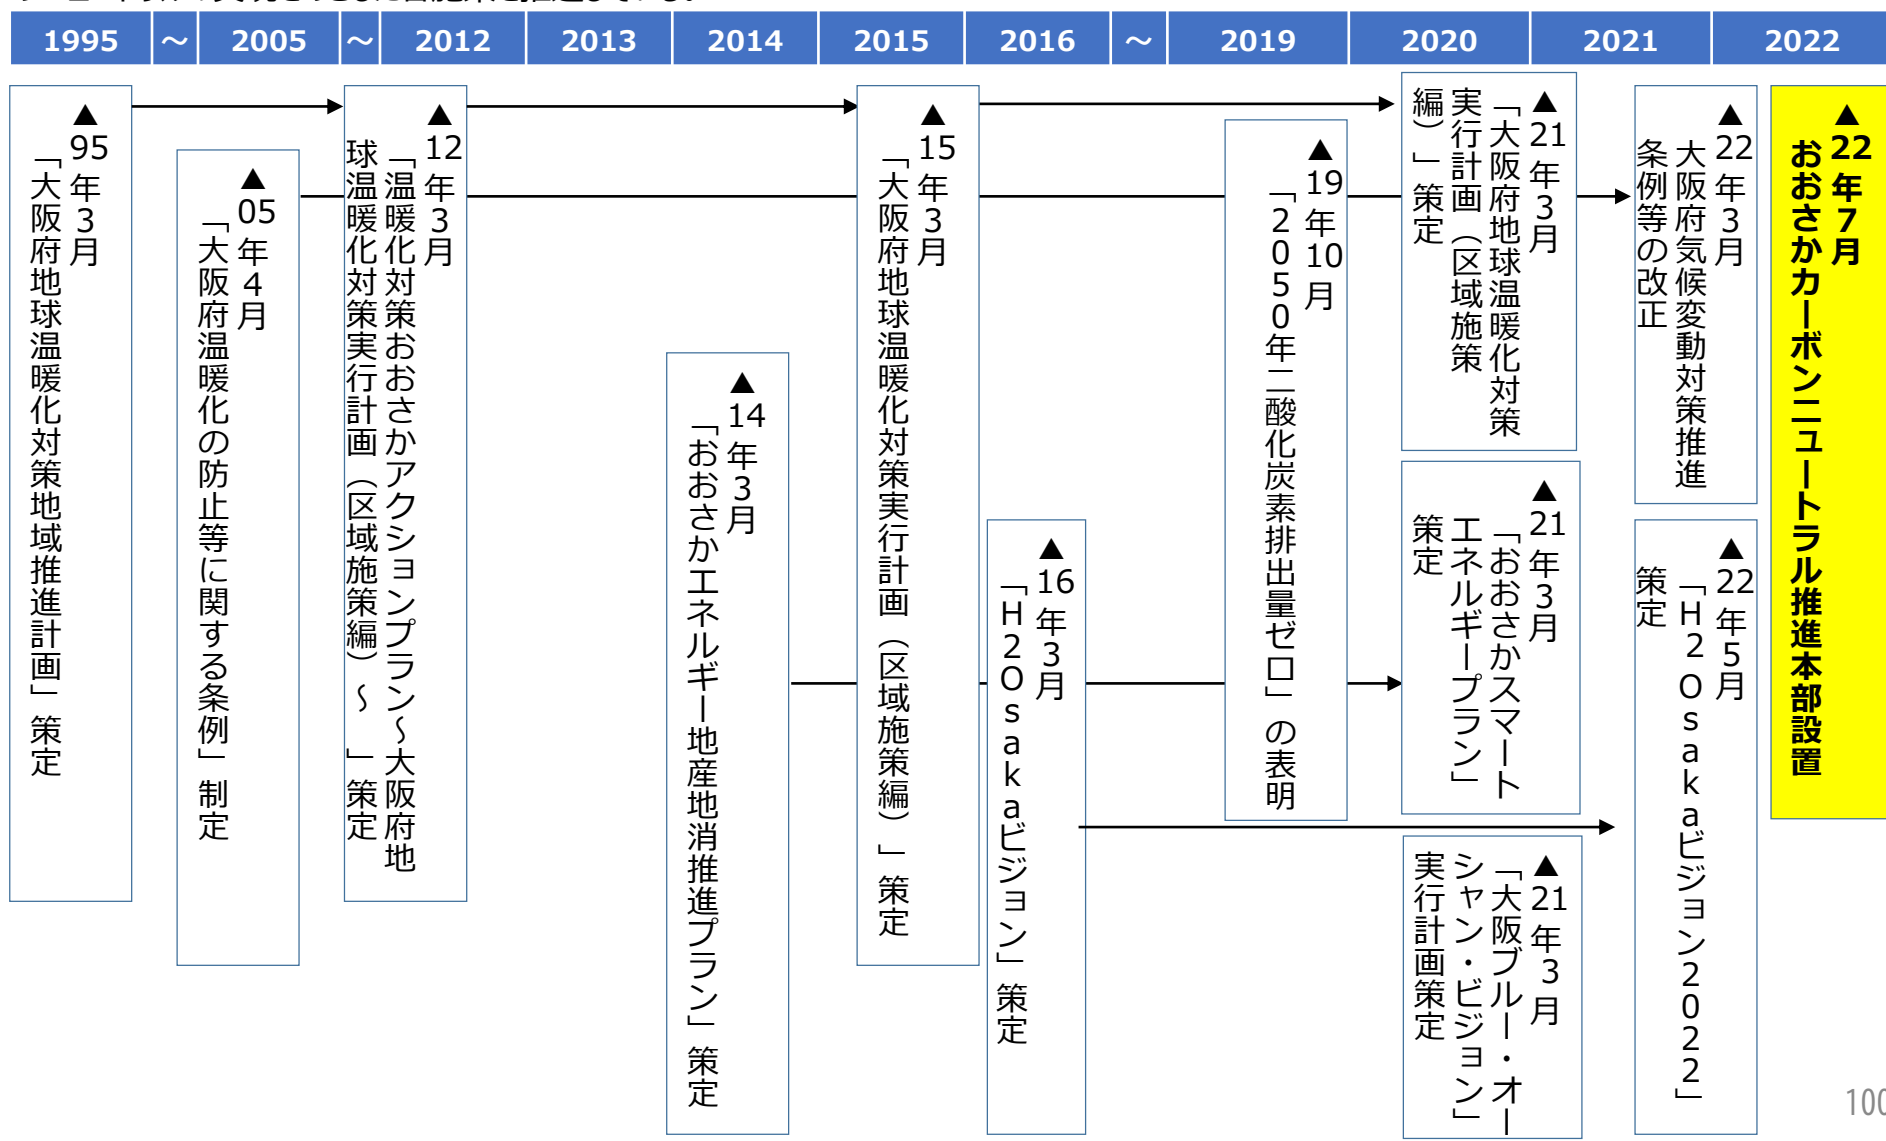 1995 ～ 2005 ～ 2012 2013 2014 2015 2016 ～ 2019 2020 2021 2022
▲95年3月
「大阪府地球温暖化対策地域推進計画」策定
▲05年4月
「大阪府温暖化の防止等に関する条例」制定
▲12年3月
「温暖化対策おおさかアクションプラン～大阪府地
球温暖化対策実行計画（区域施策編）～」策定
▲14年3月
「おおさかエネルギー地産地消推進プラン」策定
▲15年3月
「大阪府地球温暖化対策実行計画（区域施策編）」策定
▲16年3月
「H2Osakaビジョン」策定
▲19年10月
「2050年二酸化炭素排出量ゼロ」の表明
▲21年3月
「大阪府地球温暖化対策
実行計画（区域施策
編）」策定
▲21年3月
「おおさかスマート
エネルギープラン」
策定
▲21年3月
「大阪ブルー・オー
シャン・ビジョン」
実行計画策定
▲22年3月
大阪府気候変動対策推進
条例等の改正
▲22年5月
「H2Osakaビジョン2022」
策定
▲22年7月
おおさかカーボンニュートラル推進本部設置
100